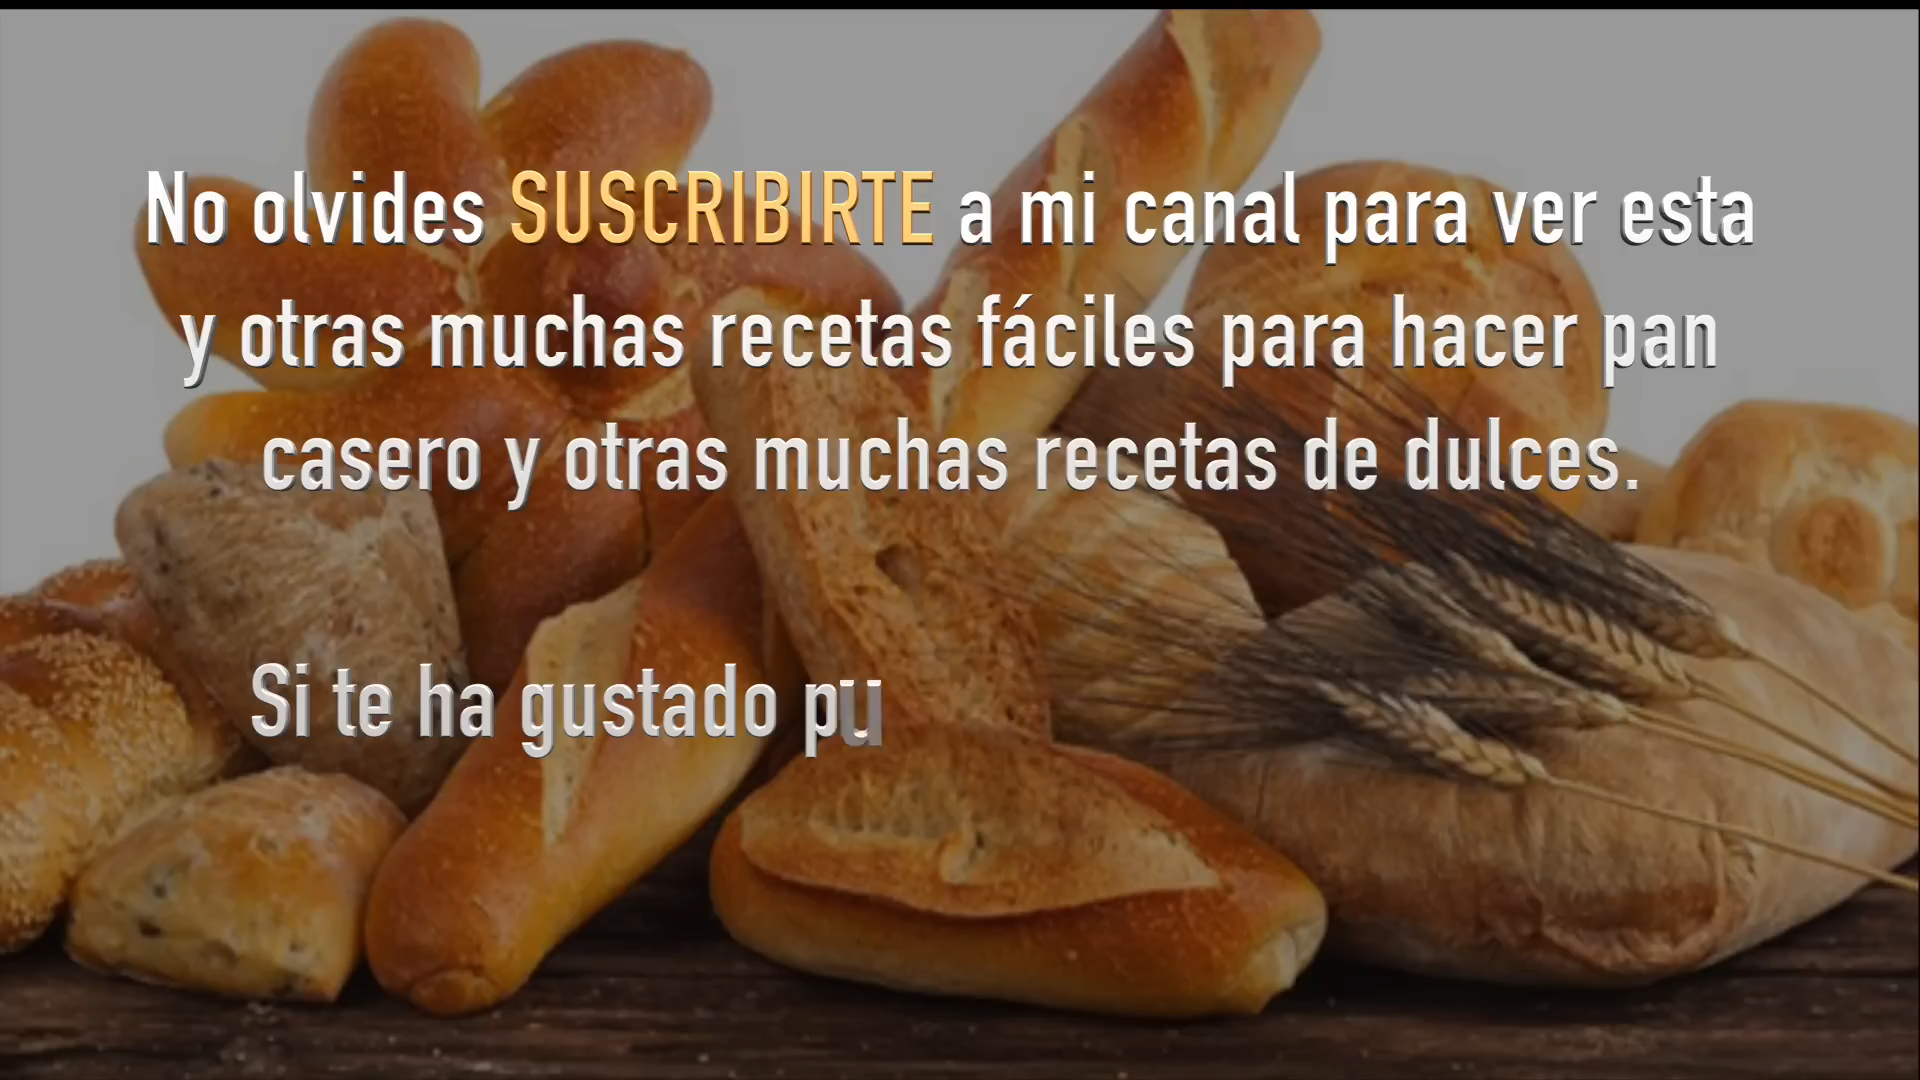 No olvides SUSCRIBIRTE a mi canal para ver esta
y otras muchas recetas fáciles para hacer pan
casero y otras muchas recetas de dulces.
Si te ha gustado pu